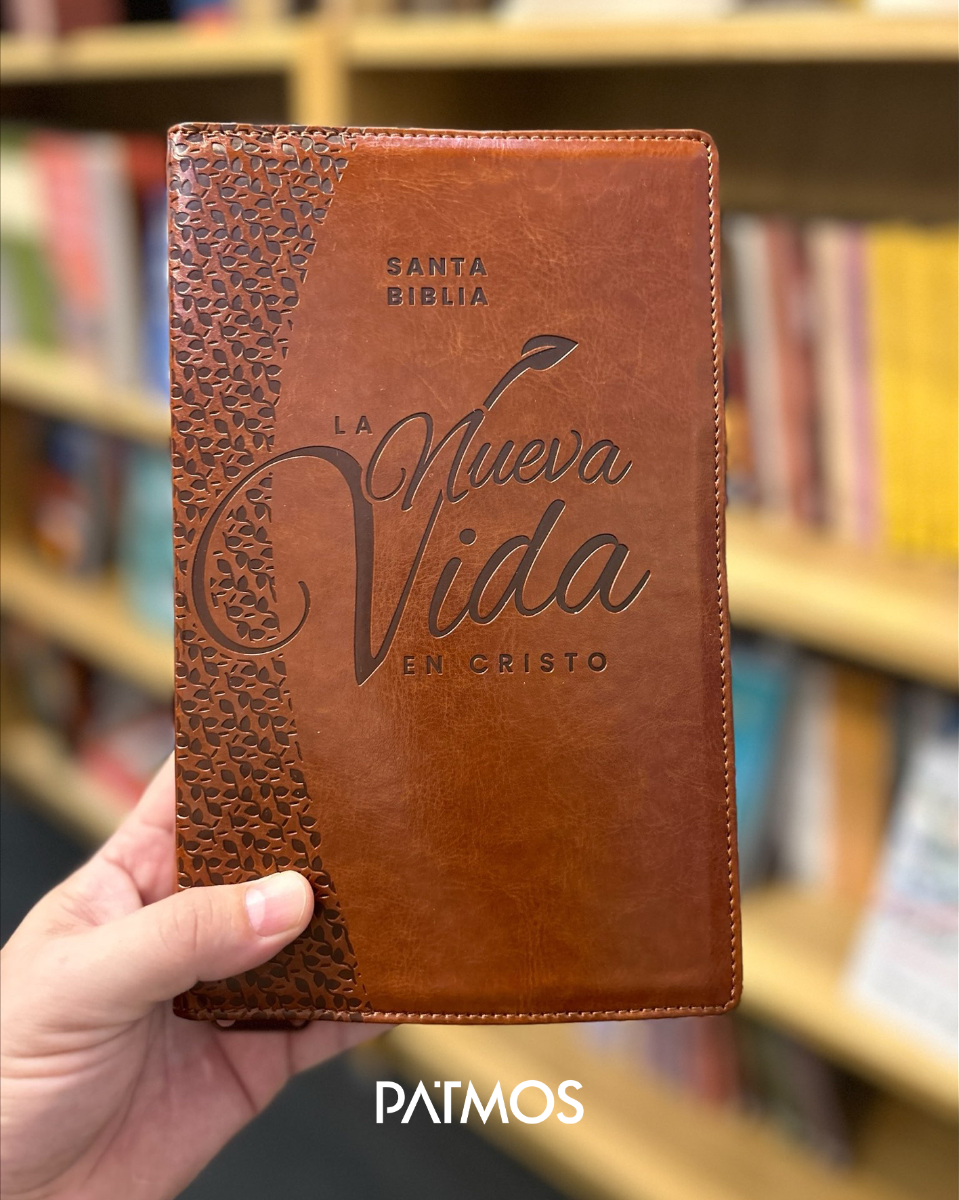 SANTA
BIBLIA
LA Nueva
Vida
EN CRISTO
PATMOS